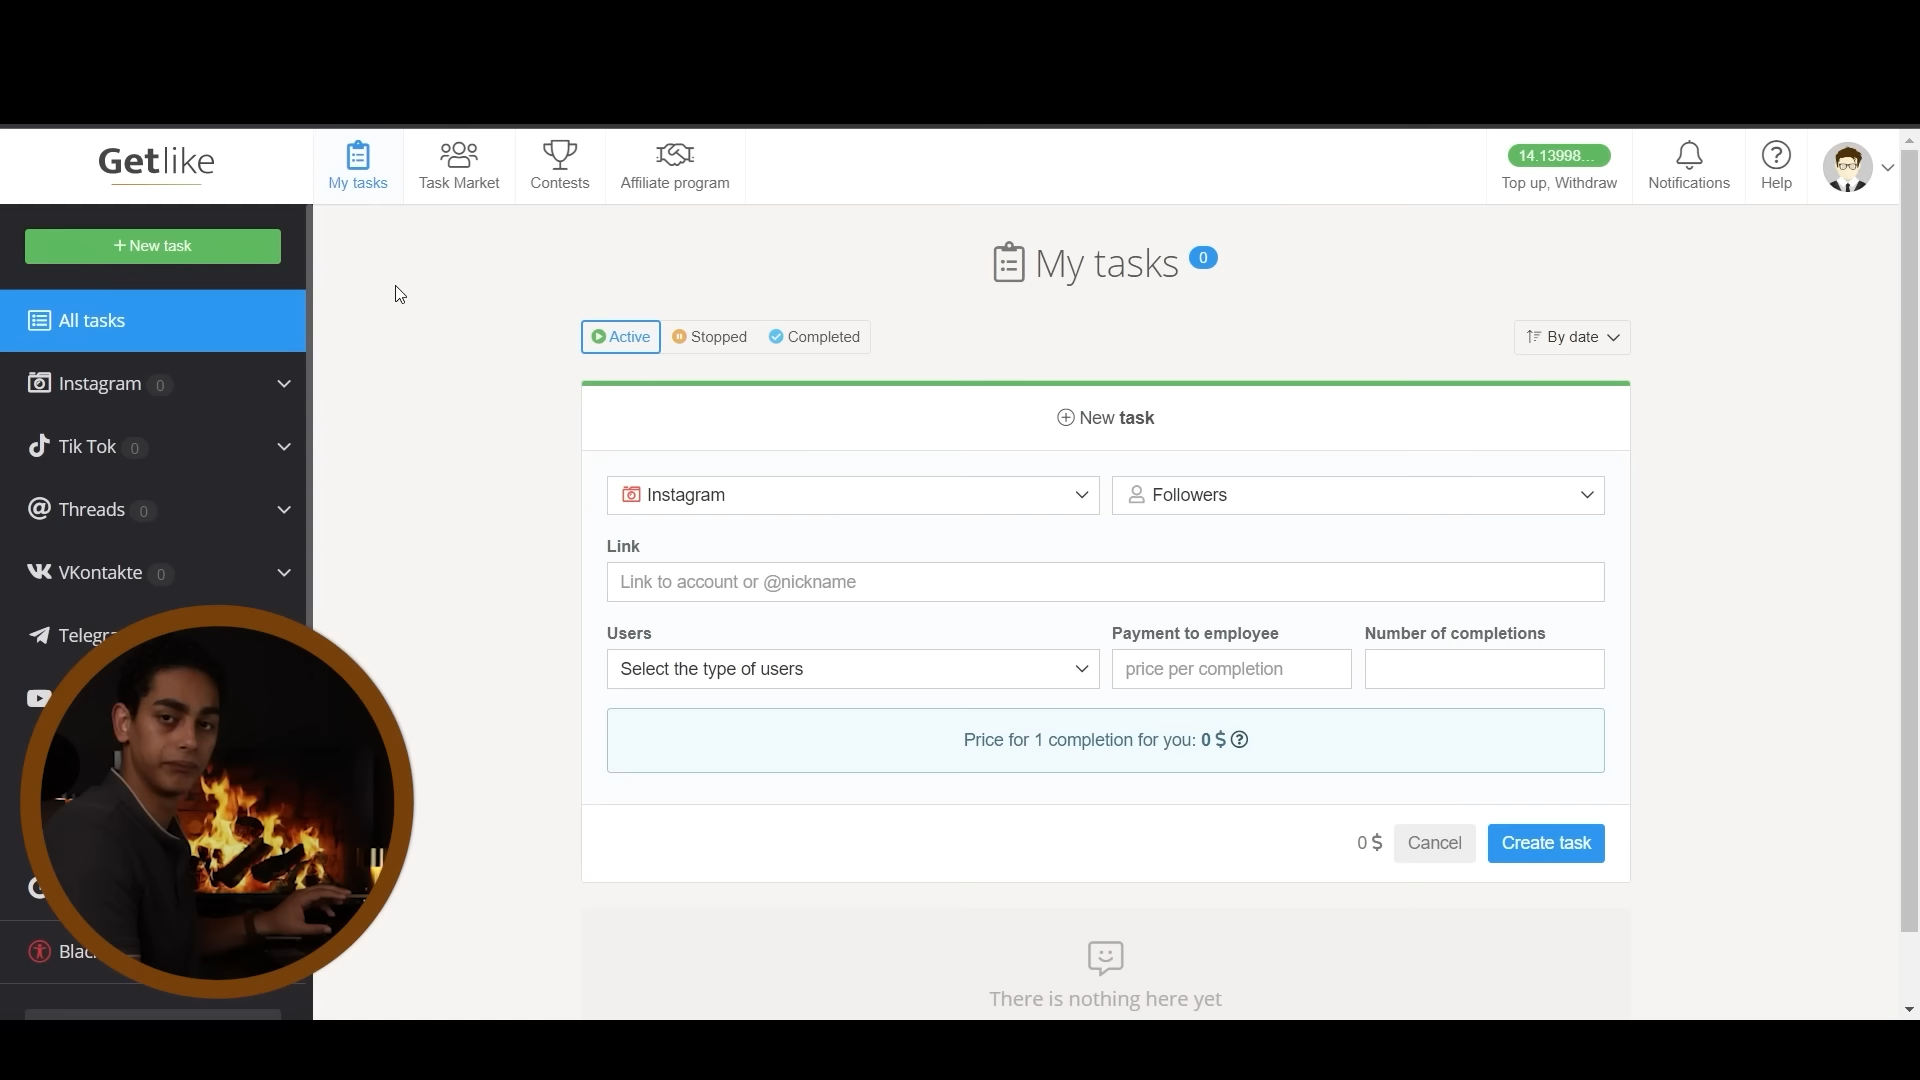 Getlike
My tasks
Task Market
Contests
Affiliate program
14.13998...
Top up, Withdraw
Notifications
Help
+ New task
All tasks
Instagram 0
Tik Tok 0
Threads 0
VKontakte 0
My tasks 0
Active
Stopped
Completed
By date
New task
Instagram
Followers
Link
Link to account or @nickname
Users
Payment to employee
Number of completions
Select the type of users
price per completion
Price for 1 completion for you: 0 $
0 $
Cancel
Create task
There is nothing here yet